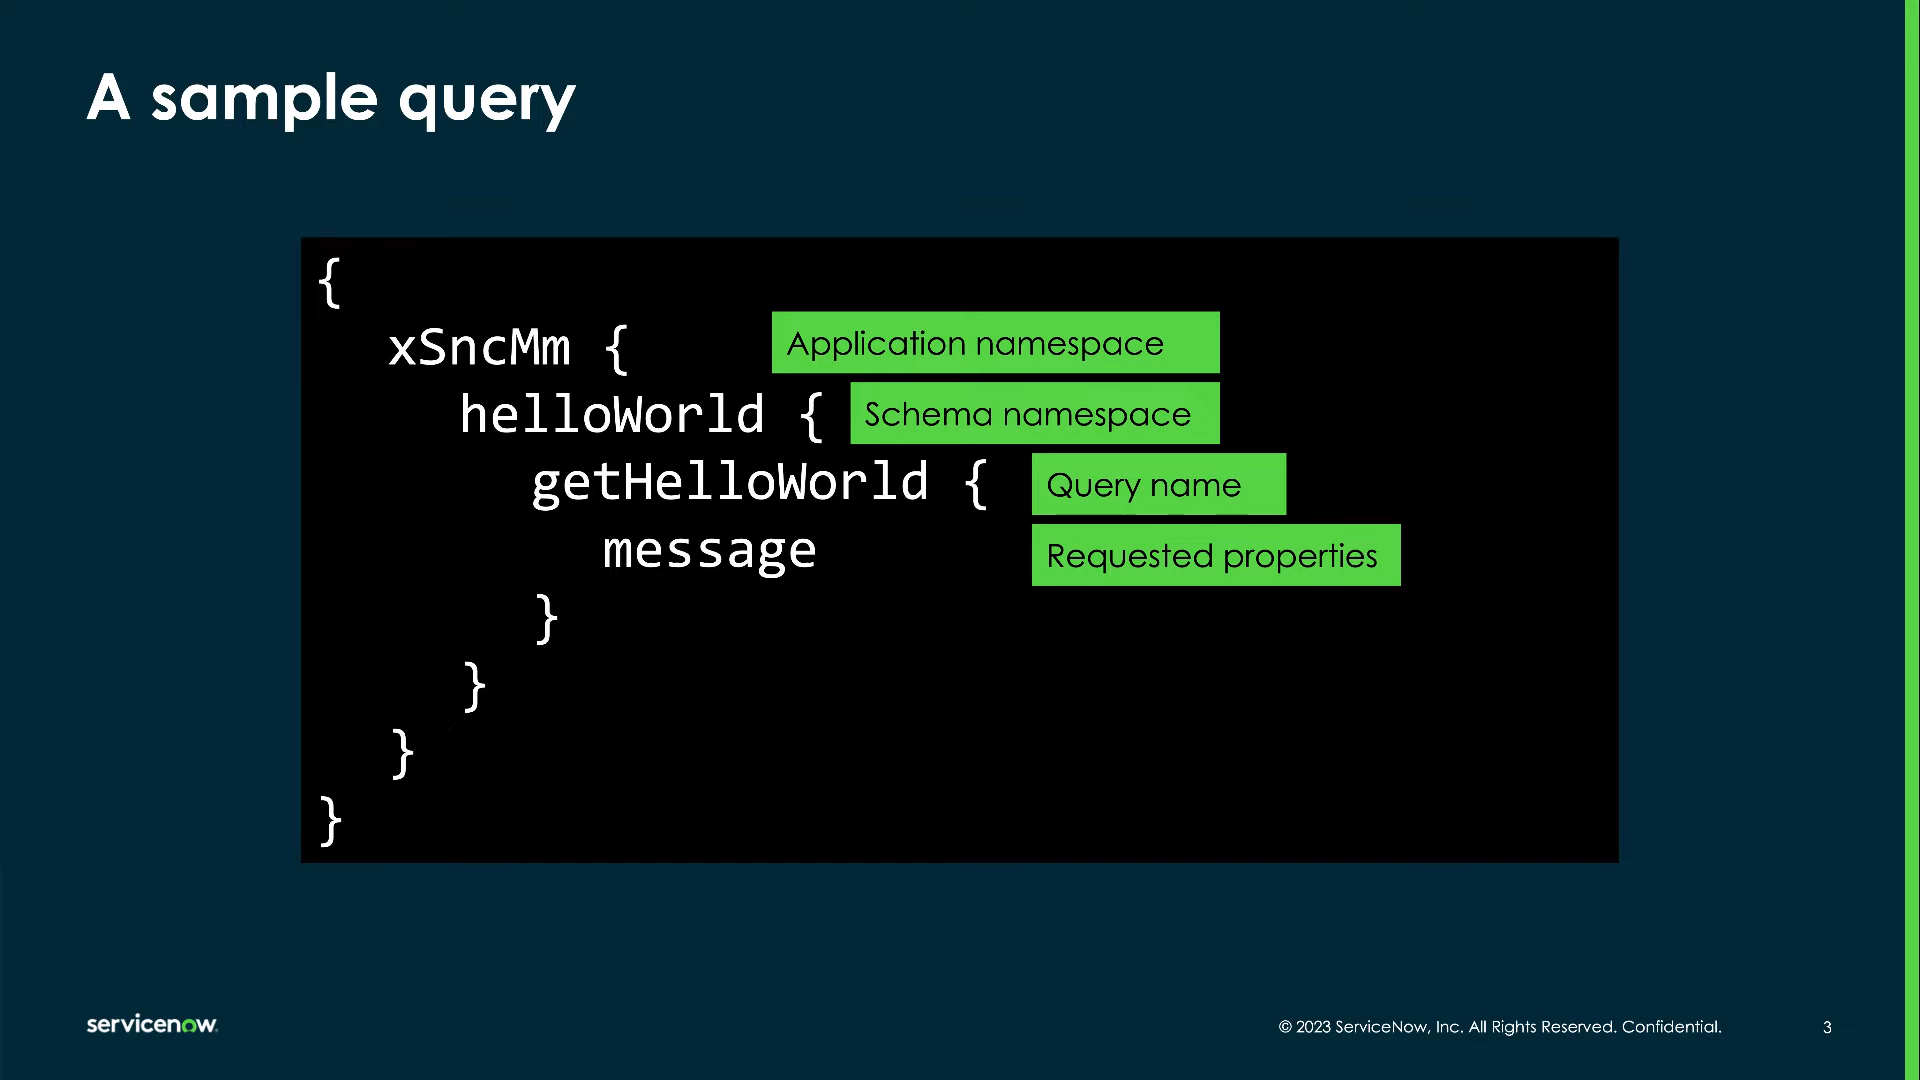 A sample query
{
xSncMm {
Application namespace
helloWorld {
Schema namespace
getHelloWorld {
Query name
message
Requested properties
}
}
}
}
servicenow
© 2023 ServiceNow, Inc. All Rights Reserved. Confidential.
3